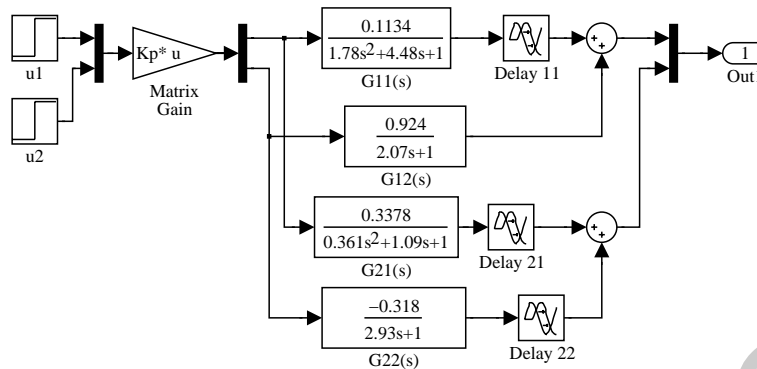 u1
u2
Kp* u
Matrix
Gain
0.1134
1.78s²+4.48s+1
G11(s)
Delay 11
+
+
1
Out1
0.924
2.07s+1
G12(s)
0.3378
0.361s²+1.09s+1
G21(s)
Delay 21
+
+
−0.318
2.93s+1
G22(s)
Delay 22